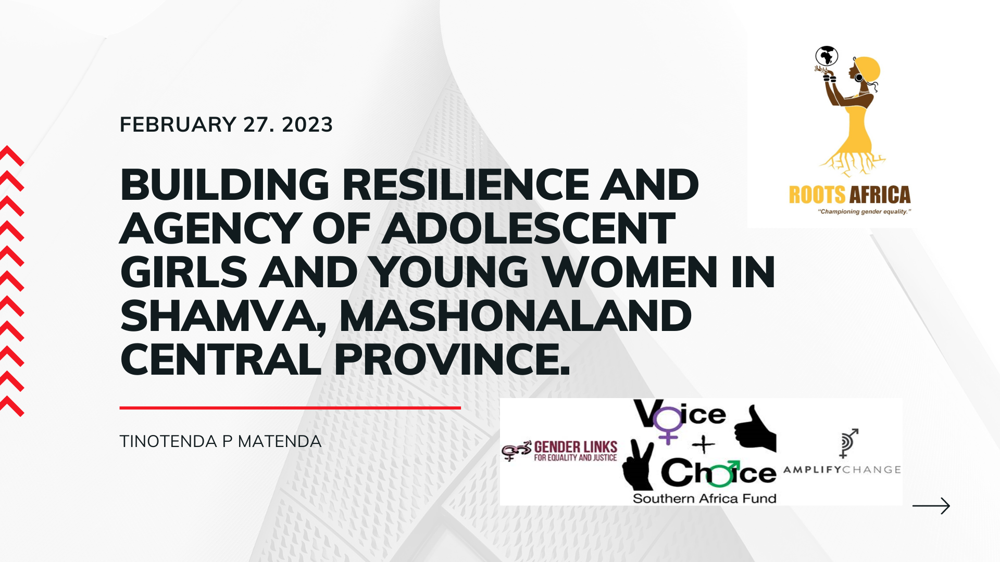 FEBRUARY 27. 2023
BUILDING RESILIENCE AND
AGENCY OF ADOLESCENT
GIRLS AND YOUNG WOMEN IN
SHAMVA, MASHONALAND
CENTRAL PROVINCE.
TINOTENDA P MATENDA
ROOTS AFRICA
“Championing gender equality.”
GENDER LINKS
FOR EQUALITY AND JUSTICE
Voice
+
Choice
Southern Africa Fund
AMPLIFYCHANGE